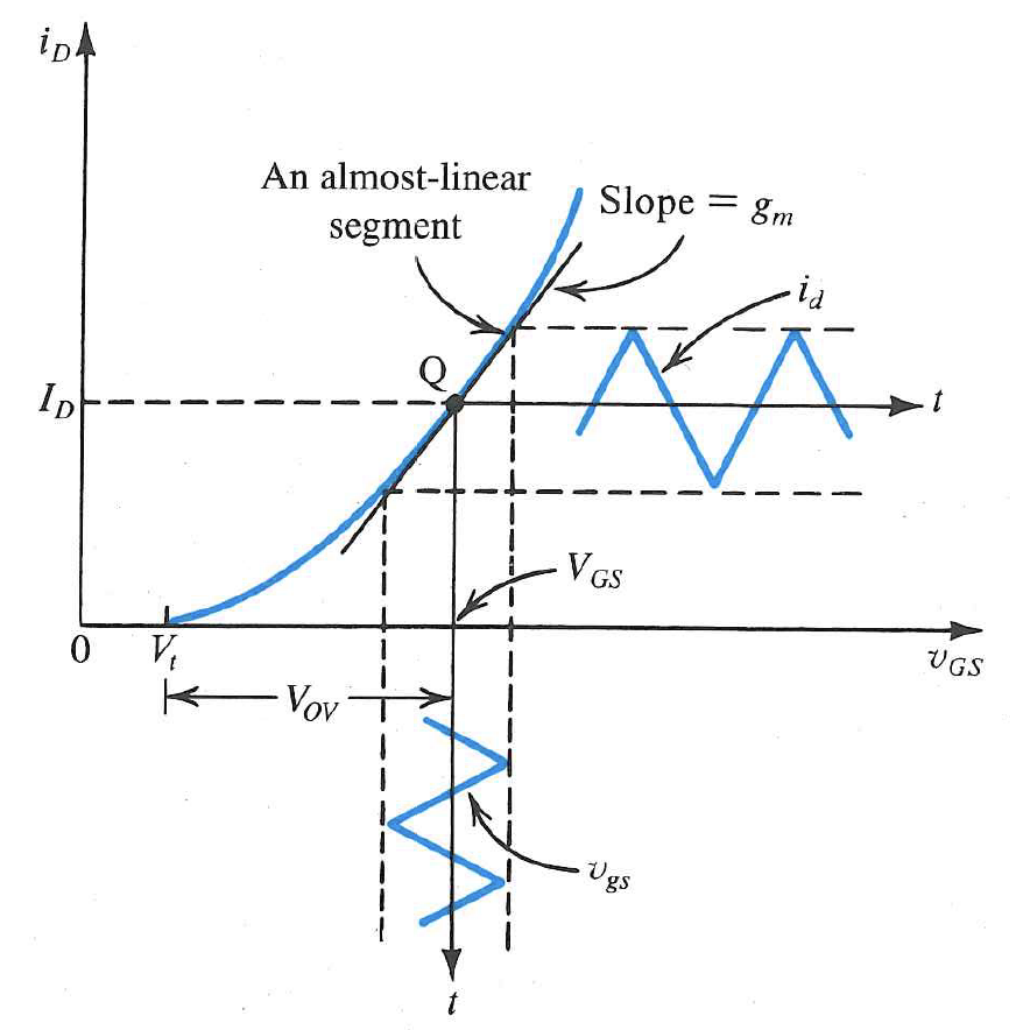 i_D
An almost-linear
segment
Slope = g_m
i_d
Q
I_D
t
V_GS
0
V_t
v_GS
V_OV
v_gs
t